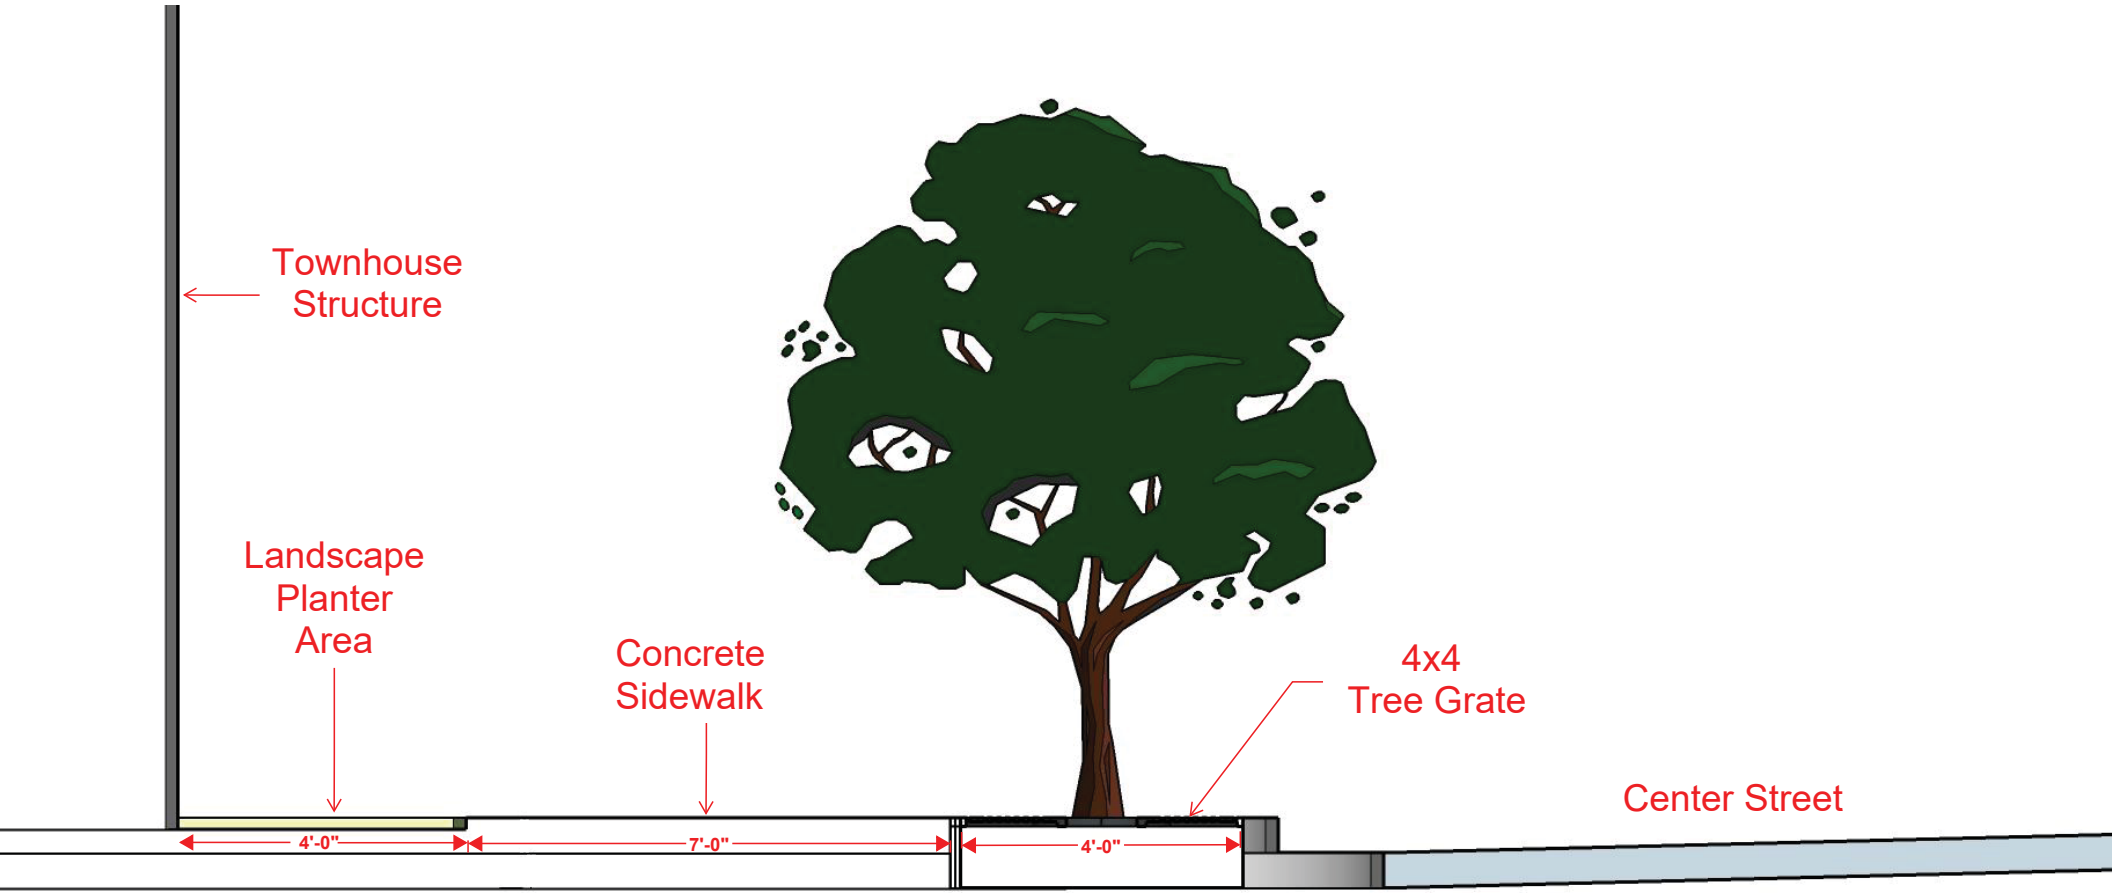 Townhouse
Structure
Landscape
Planter
Area
Concrete
Sidewalk
4x4
Tree Grate
Center Street
4'-0"
7'-0"
4'-0"